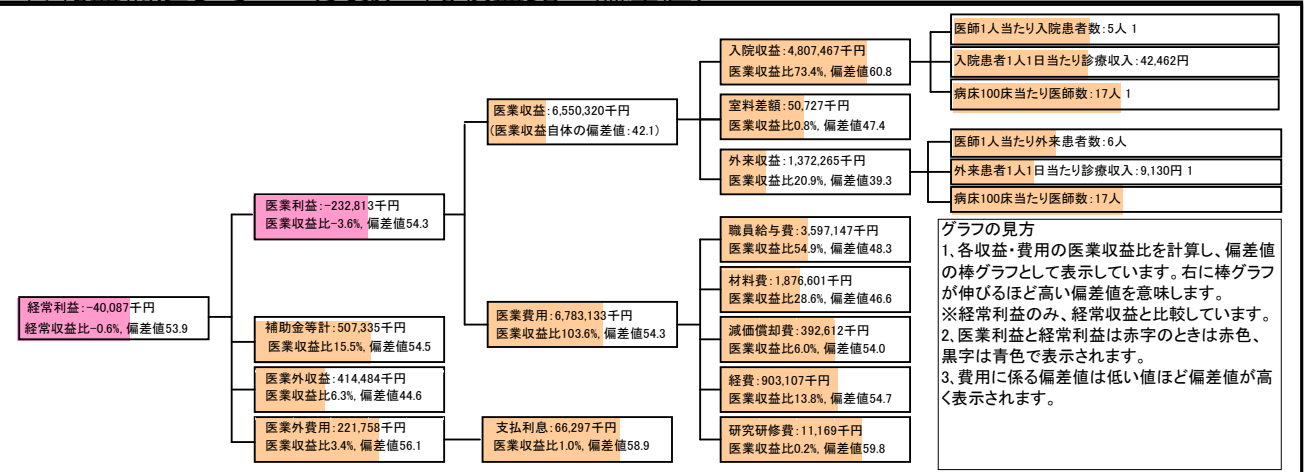 経常利益:-40,087千円
経常収益比-0.6%, 偏差値53.9
医業利益:-232,813千円
医業収益比-3.6%, 偏差値54.3
補助金等計:507,335千円
医業収益比15.5%, 偏差値54.5
医業外収益:414,484千円
医業収益比6.3%, 偏差値44.6
医業外費用:221,758千円
医業収益比3.4%, 偏差値56.1
医業収益:6,550,320千円
(医業収益自体の偏差値:42.1)
医業費用:6,783,133千円
医業収益比103.6%, 偏差値54.3
支払利息:66,297千円
医業収益比1.0%, 偏差値58.9
入院収益:4,807,467千円
医業収益比73.4%, 偏差値60.8
室料差額:50,727千円
医業収益比0.8%, 偏差値47.4
外来収益:1,372,265千円
医業収益比20.9%, 偏差値39.3
職員給与費:3,597,147千円
医業収益比54.9%, 偏差値48.3
材料費:1,876,601千円
医業収益比28.6%, 偏差値46.6
減価償却費:392,612千円
医業収益比6.0%, 偏差値54.0
経費:903,107千円
医業収益比13.8%, 偏差値54.7
研究研修費:11,169千円
医業収益比0.2%, 偏差値59.8
医師1人当たり入院患者数:5人 1
入院患者1人1日当たり診療収入:42,462円
病床100床当たり医師数:17人 1
医師1人当たり外来患者数:6人
外来患者1人1日当たり診療収入:9,130円 1
病床100床当たり医師数:17人
グラフの見方
1、各収益・費用の医業収益比を計算し、偏差値
の棒グラフとして表示しています。右に棒グラフ
が伸びるほど高い偏差値を意味します。
※経常利益のみ、経常収益と比較しています。
2、医業利益と経常利益は赤字のときは赤色、
黒字は青色で表示されます。
3、費用に係る偏差値は低い値ほど偏差値が高
く表示されます。